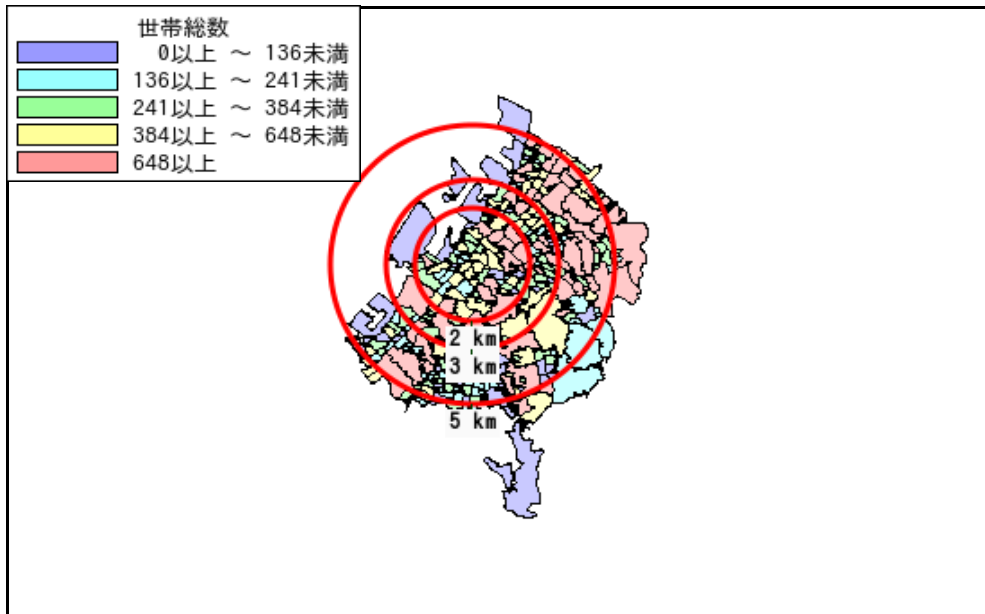 世帯総数
0以上 ～ 136未満
136以上 ～ 241未満
241以上 ～ 384未満
384以上 ～ 648未満
648以上
2 km
3 km
5 km